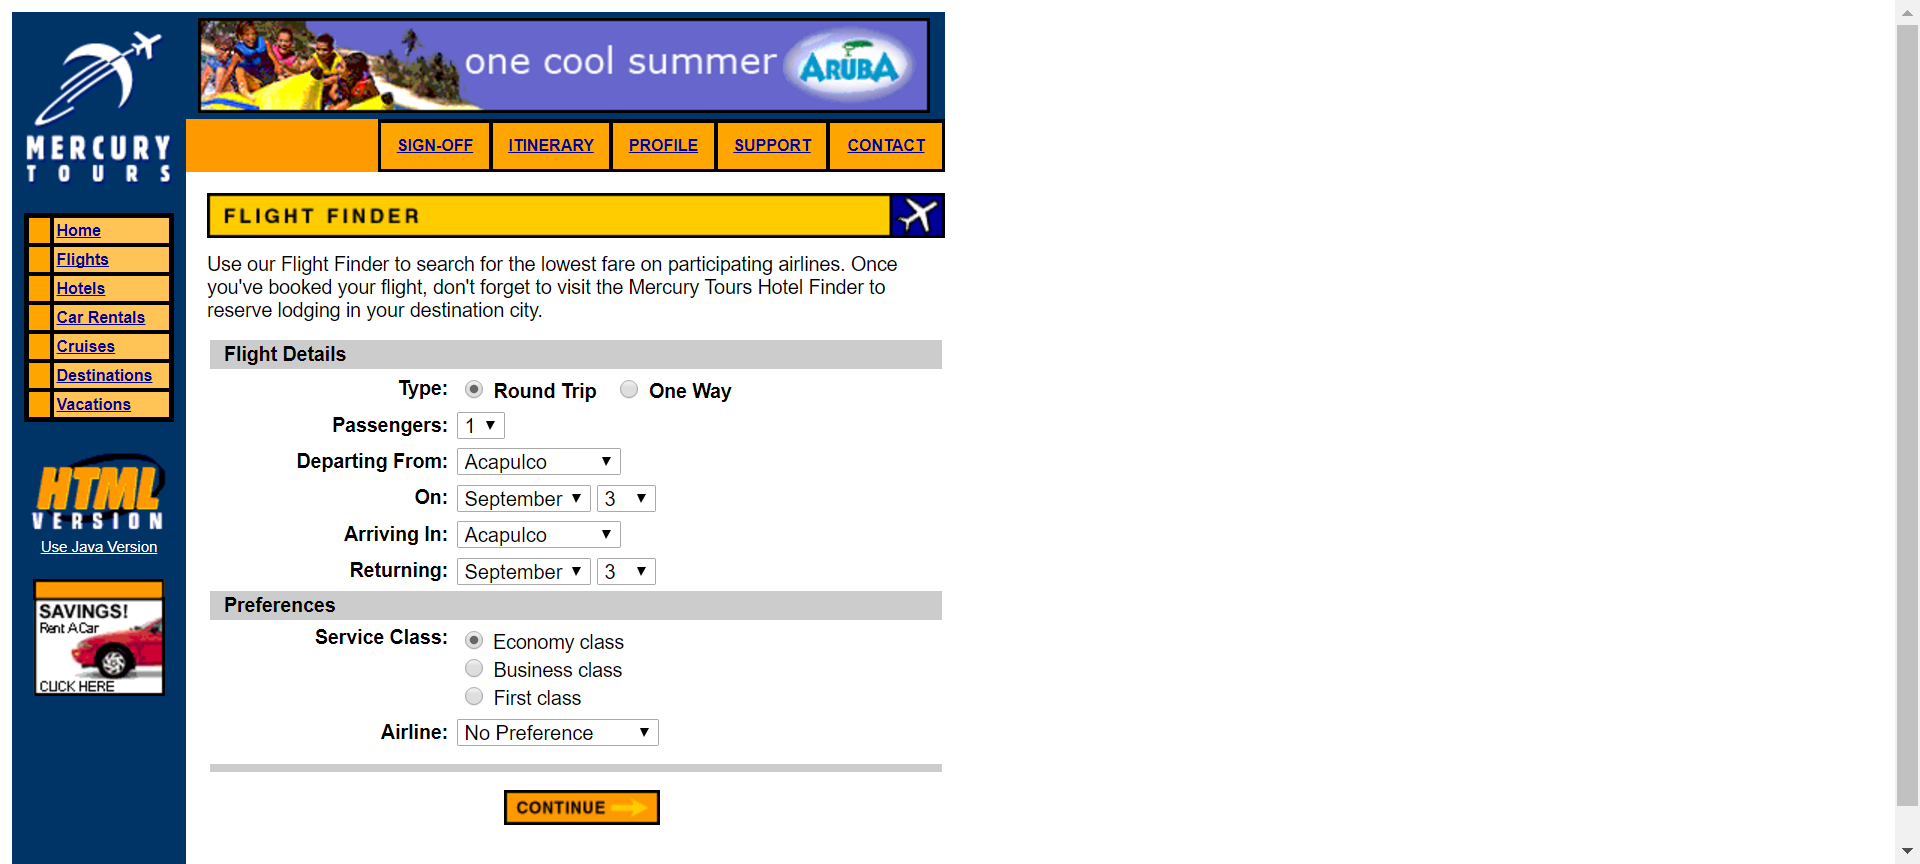 one cool summer ARUBA
MERCURY
TOURS
SIGN-OFF ITINERARY PROFILE SUPPORT CONTACT
Home
Flights
Hotels
Car Rentals
Cruises
Destinations
Vacations
HTML
VERSION
Use Java Version
SAVINGS!
Rent A Car
CLICK HERE
FLIGHT FINDER
Use our Flight Finder to search for the lowest fare on participating airlines. Once
you've booked your flight, don't forget to visit the Mercury Tours Hotel Finder to
reserve lodging in your destination city.
Flight Details
Type: Round Trip One Way
Passengers: 1
Departing From: Acapulco
On: September 3
Arriving In: Acapulco
Returning: September 3
Preferences
Service Class: Economy class
Business class
First class
Airline: No Preference
CONTINUE